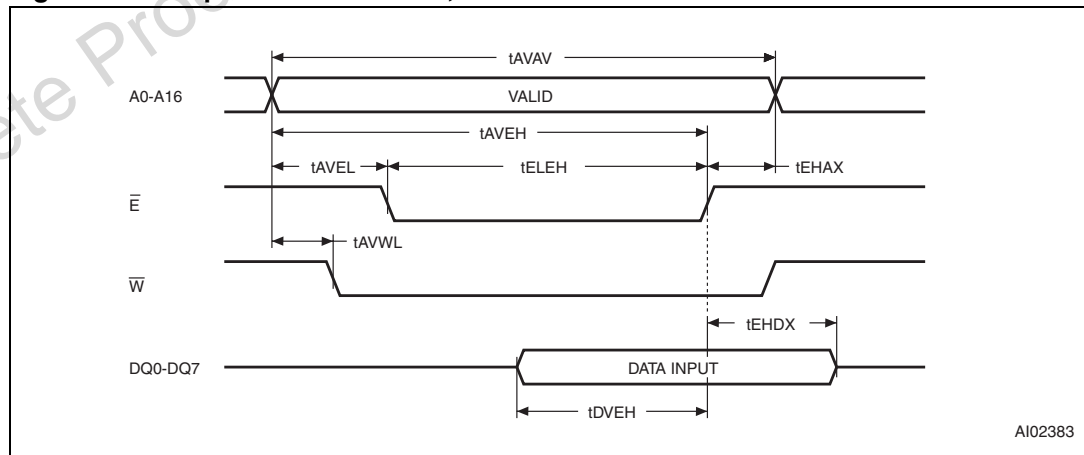 tAVAV
A0-A16
VALID
tAVEH
tAVEL
tELEH
tEHAX
E
tAVWL
W
tEHDX
DQ0-DQ7
DATA INPUT
tDVEH
AI02383